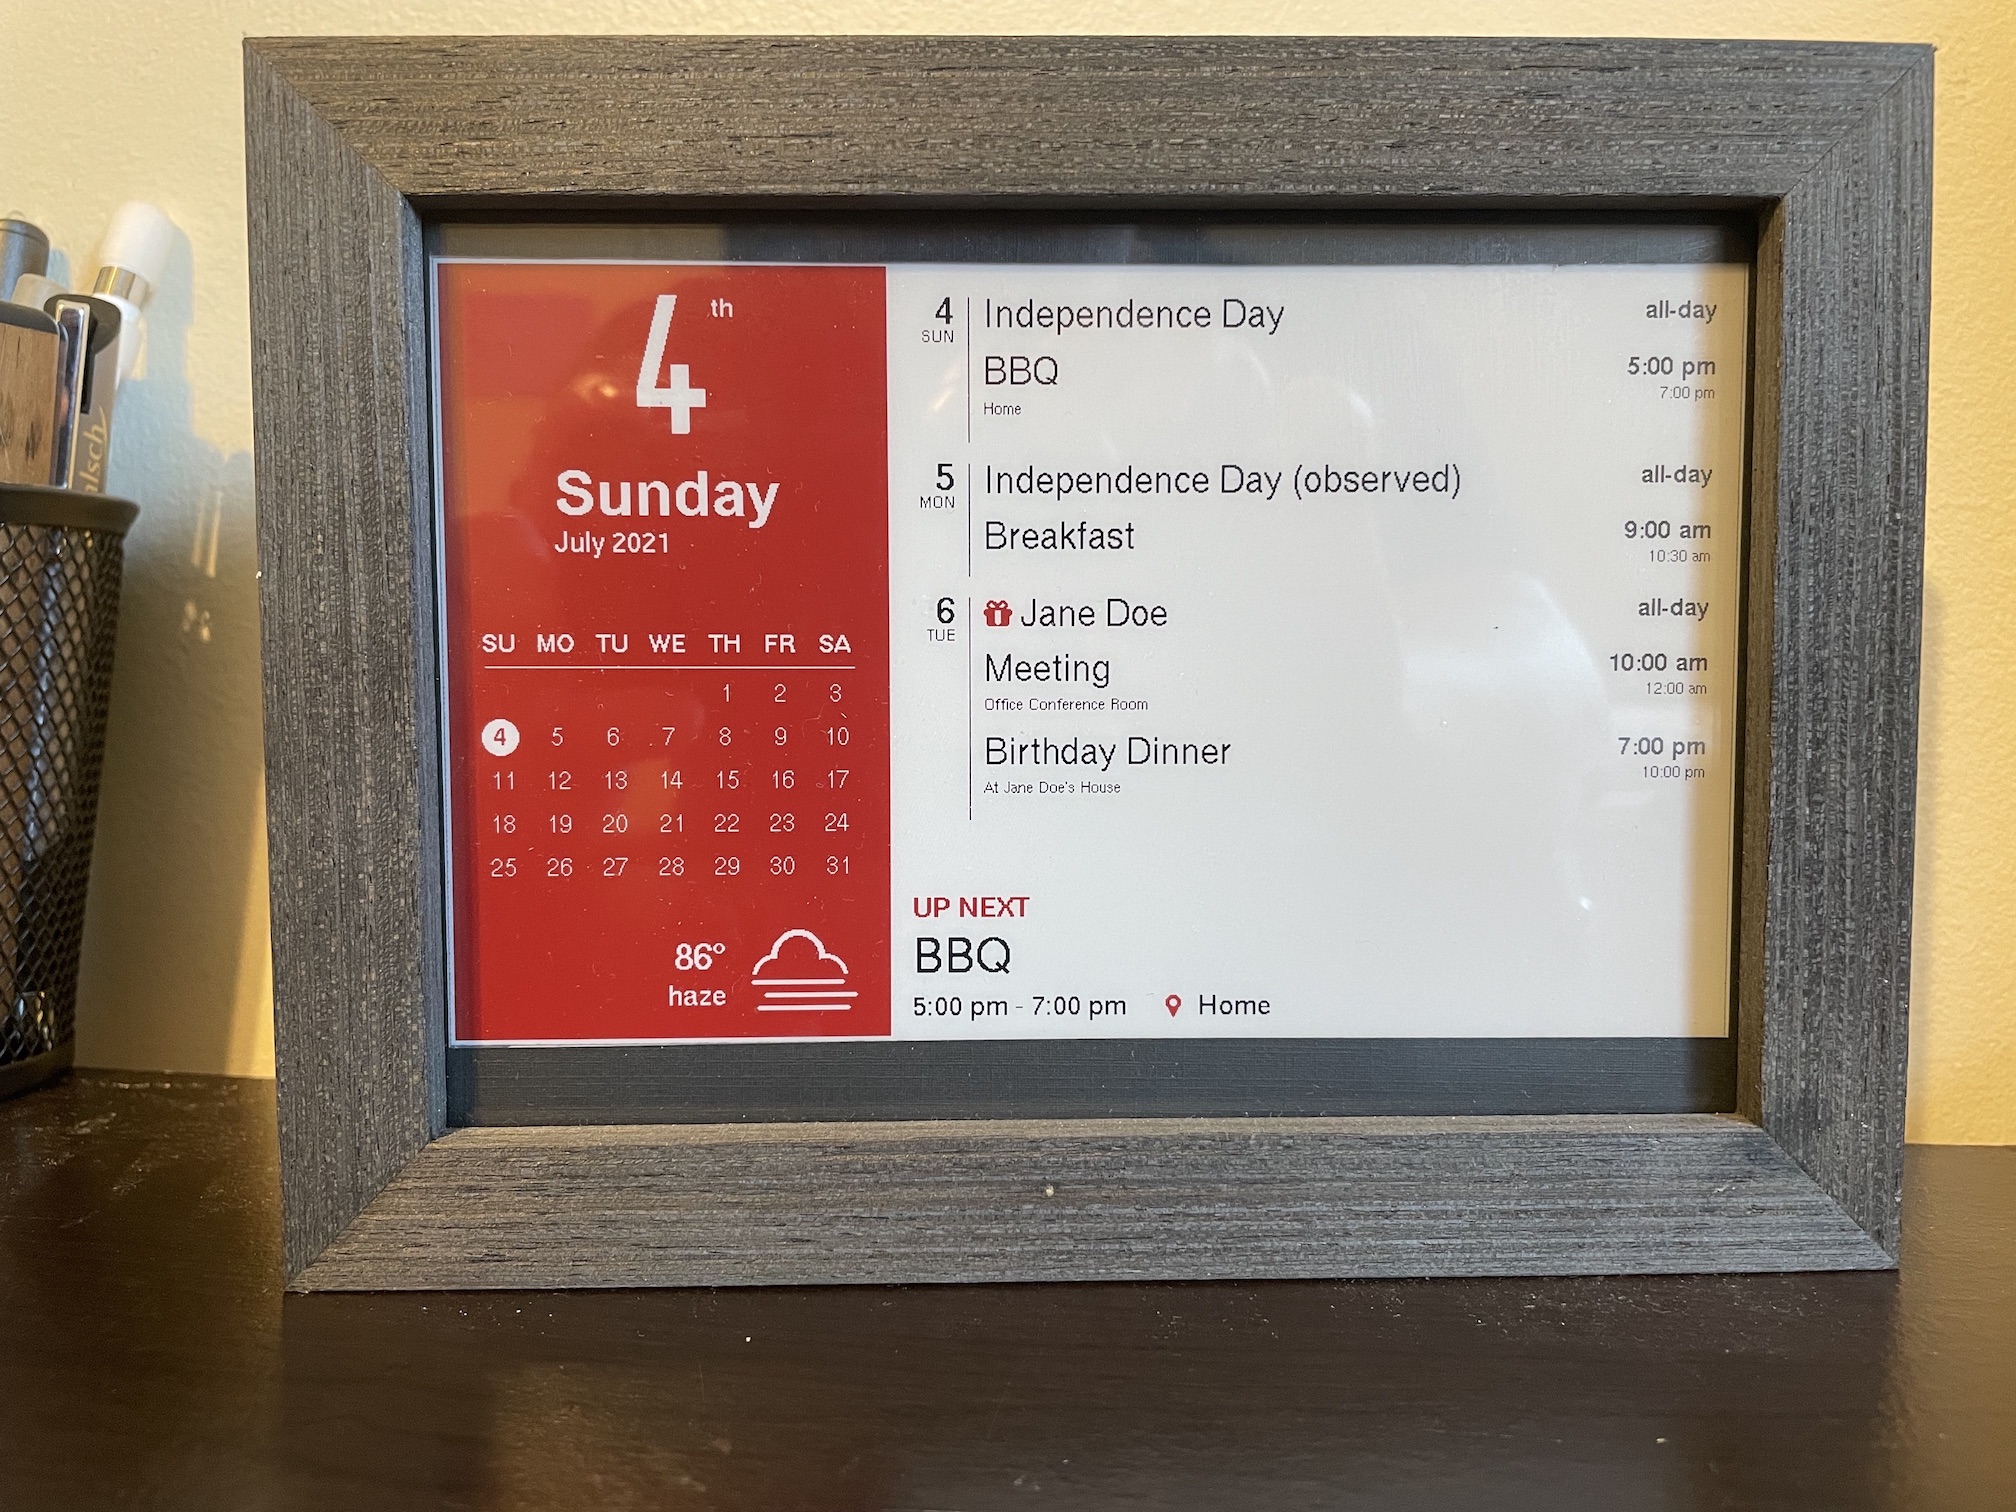 4th
Sunday
July 2021
SU MO TU WE TH FR SA
1 2 3
4 5 6 7 8 9 10
11 12 13 14 15 16 17
18 19 20 21 22 23 24
25 26 27 28 29 30 31
86°
haze
4 Independence Day all-day
SUN
BBQ 5:00 pm
Home 7:00 pm
5 Independence Day (observed) all-day
MON
Breakfast 9:00 am
10:30 am
6 Jane Doe all-day
TUE
Meeting 10:00 am
Office Conference Room 12:00 am
Birthday Dinner 7:00 pm
At Jane Doe's House 10:00 pm
UP NEXT
BBQ
5:00 pm - 7:00 pm Home